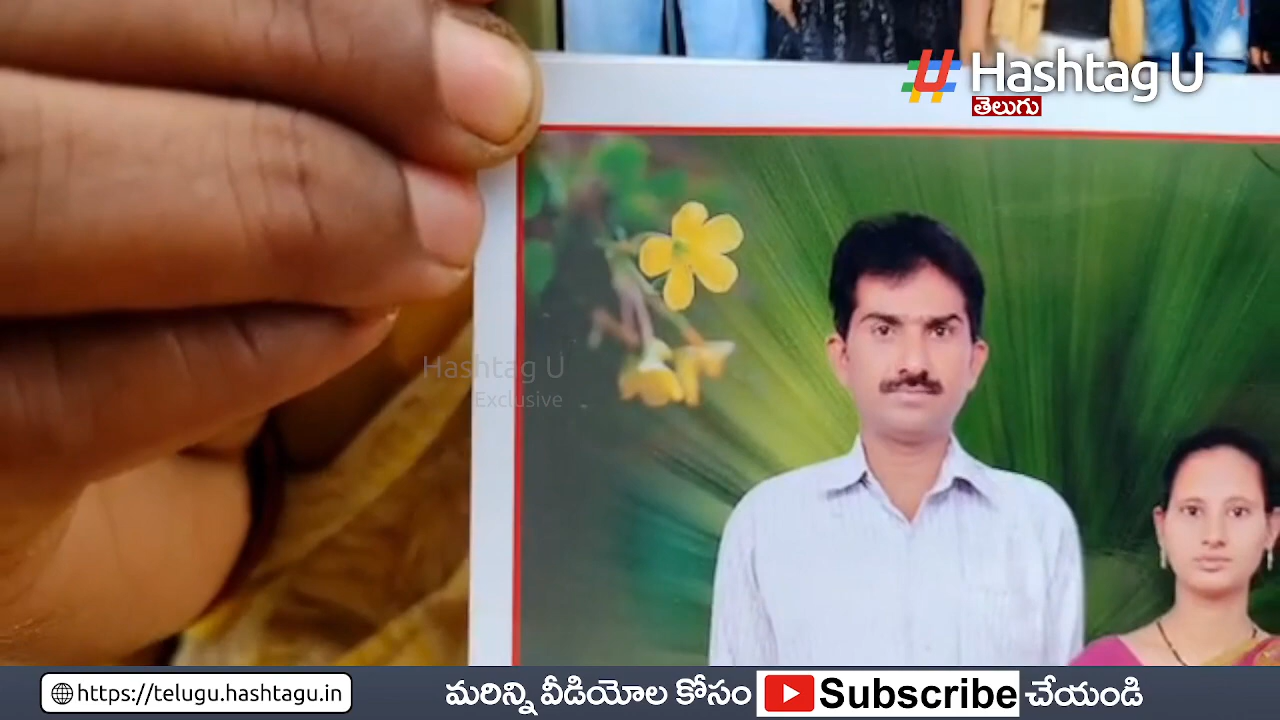 Hashtag U
తెలుగు
Hashtag U
Exclusive
https://telugu.hashtagu.in
మరిన్ని వీడియోల కోసం Subscribe చేయండి